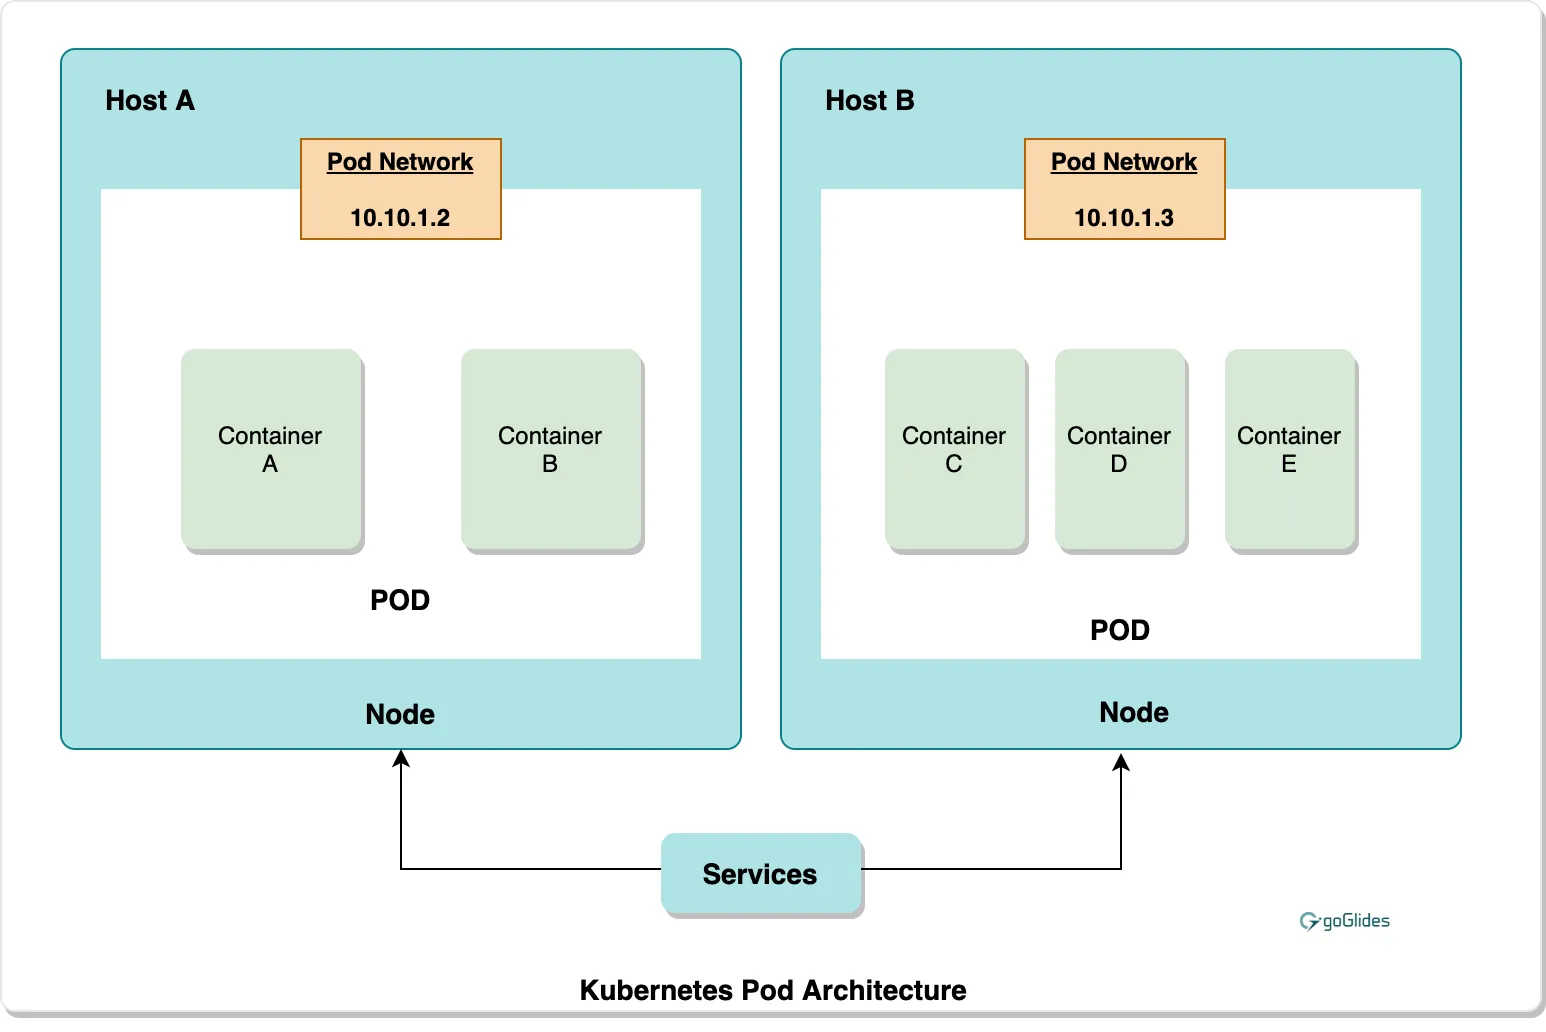 Host A
Pod Network
10.10.1.2
Container
A
Container
B
POD
Node
Host B
Pod Network
10.10.1.3
Container
C
Container
D
Container
E
POD
Node
Services
goGlides
Kubernetes Pod Architecture